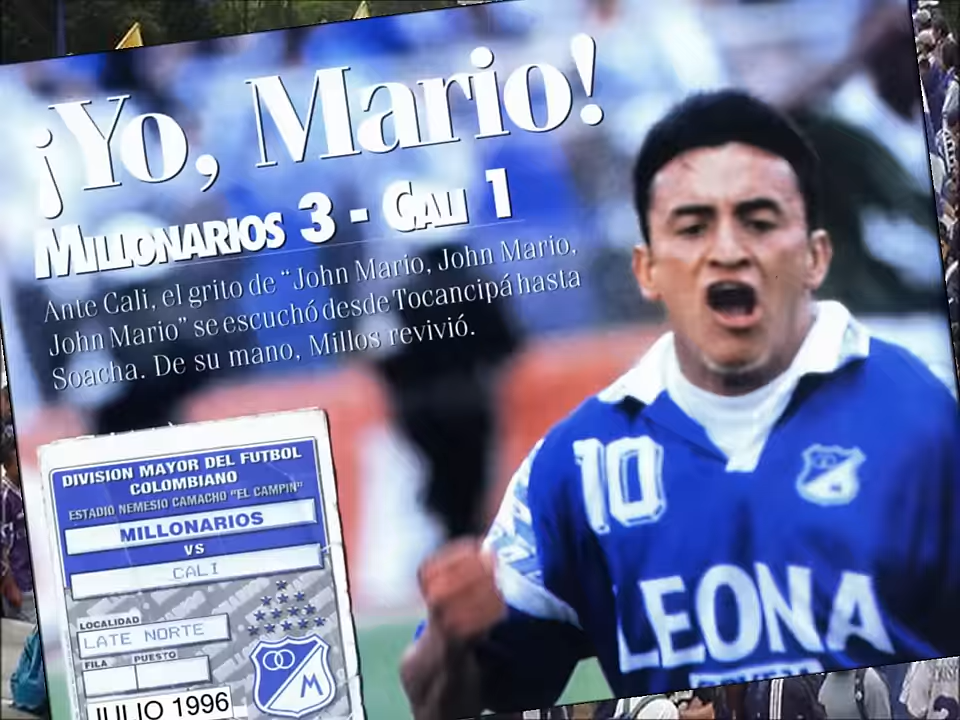 ¡Yo, Mario!
MILLONARIOS 3 - CALI 1
Ante Cali, el grito de “John Mario, John Mario,
John Mario” se escuchó desde Tocancipá hasta
Soacha. De su mano, Millos revivió.
DIVISION MAYOR DEL FUTBOL
COLOMBIANO
ESTADIO NEMESIO CAMACHO "EL CAMPIN"
MILLONARIOS
VS
CALI
LOCALIDAD
LATE NORTE
FILA PUESTO
M
JULIO 1996
10
LEONA